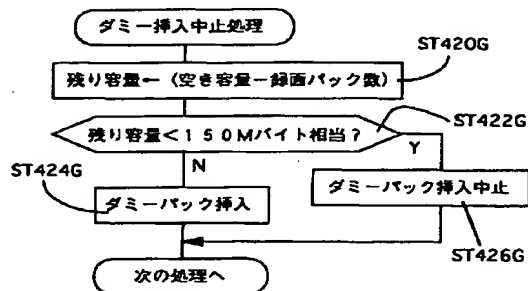 ダミー挿入中止処理
ST420G
残り容量←（空き容量－録画パック数）
残り容量＜１５０Ｍバイト相当？
ST422G
N
Y
ST424G
ダミーパック挿入
ダミーパック挿入中止
ST426G
次の処理へ